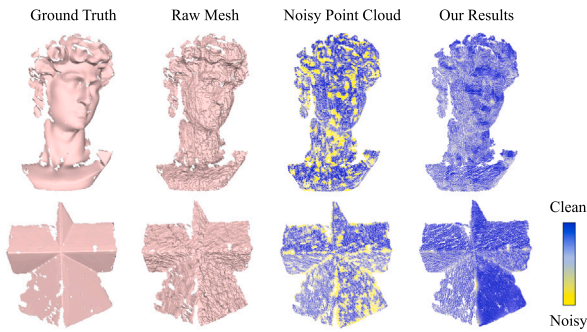 Ground Truth
Raw Mesh
Noisy Point Cloud
Our Results
Clean
Noisy